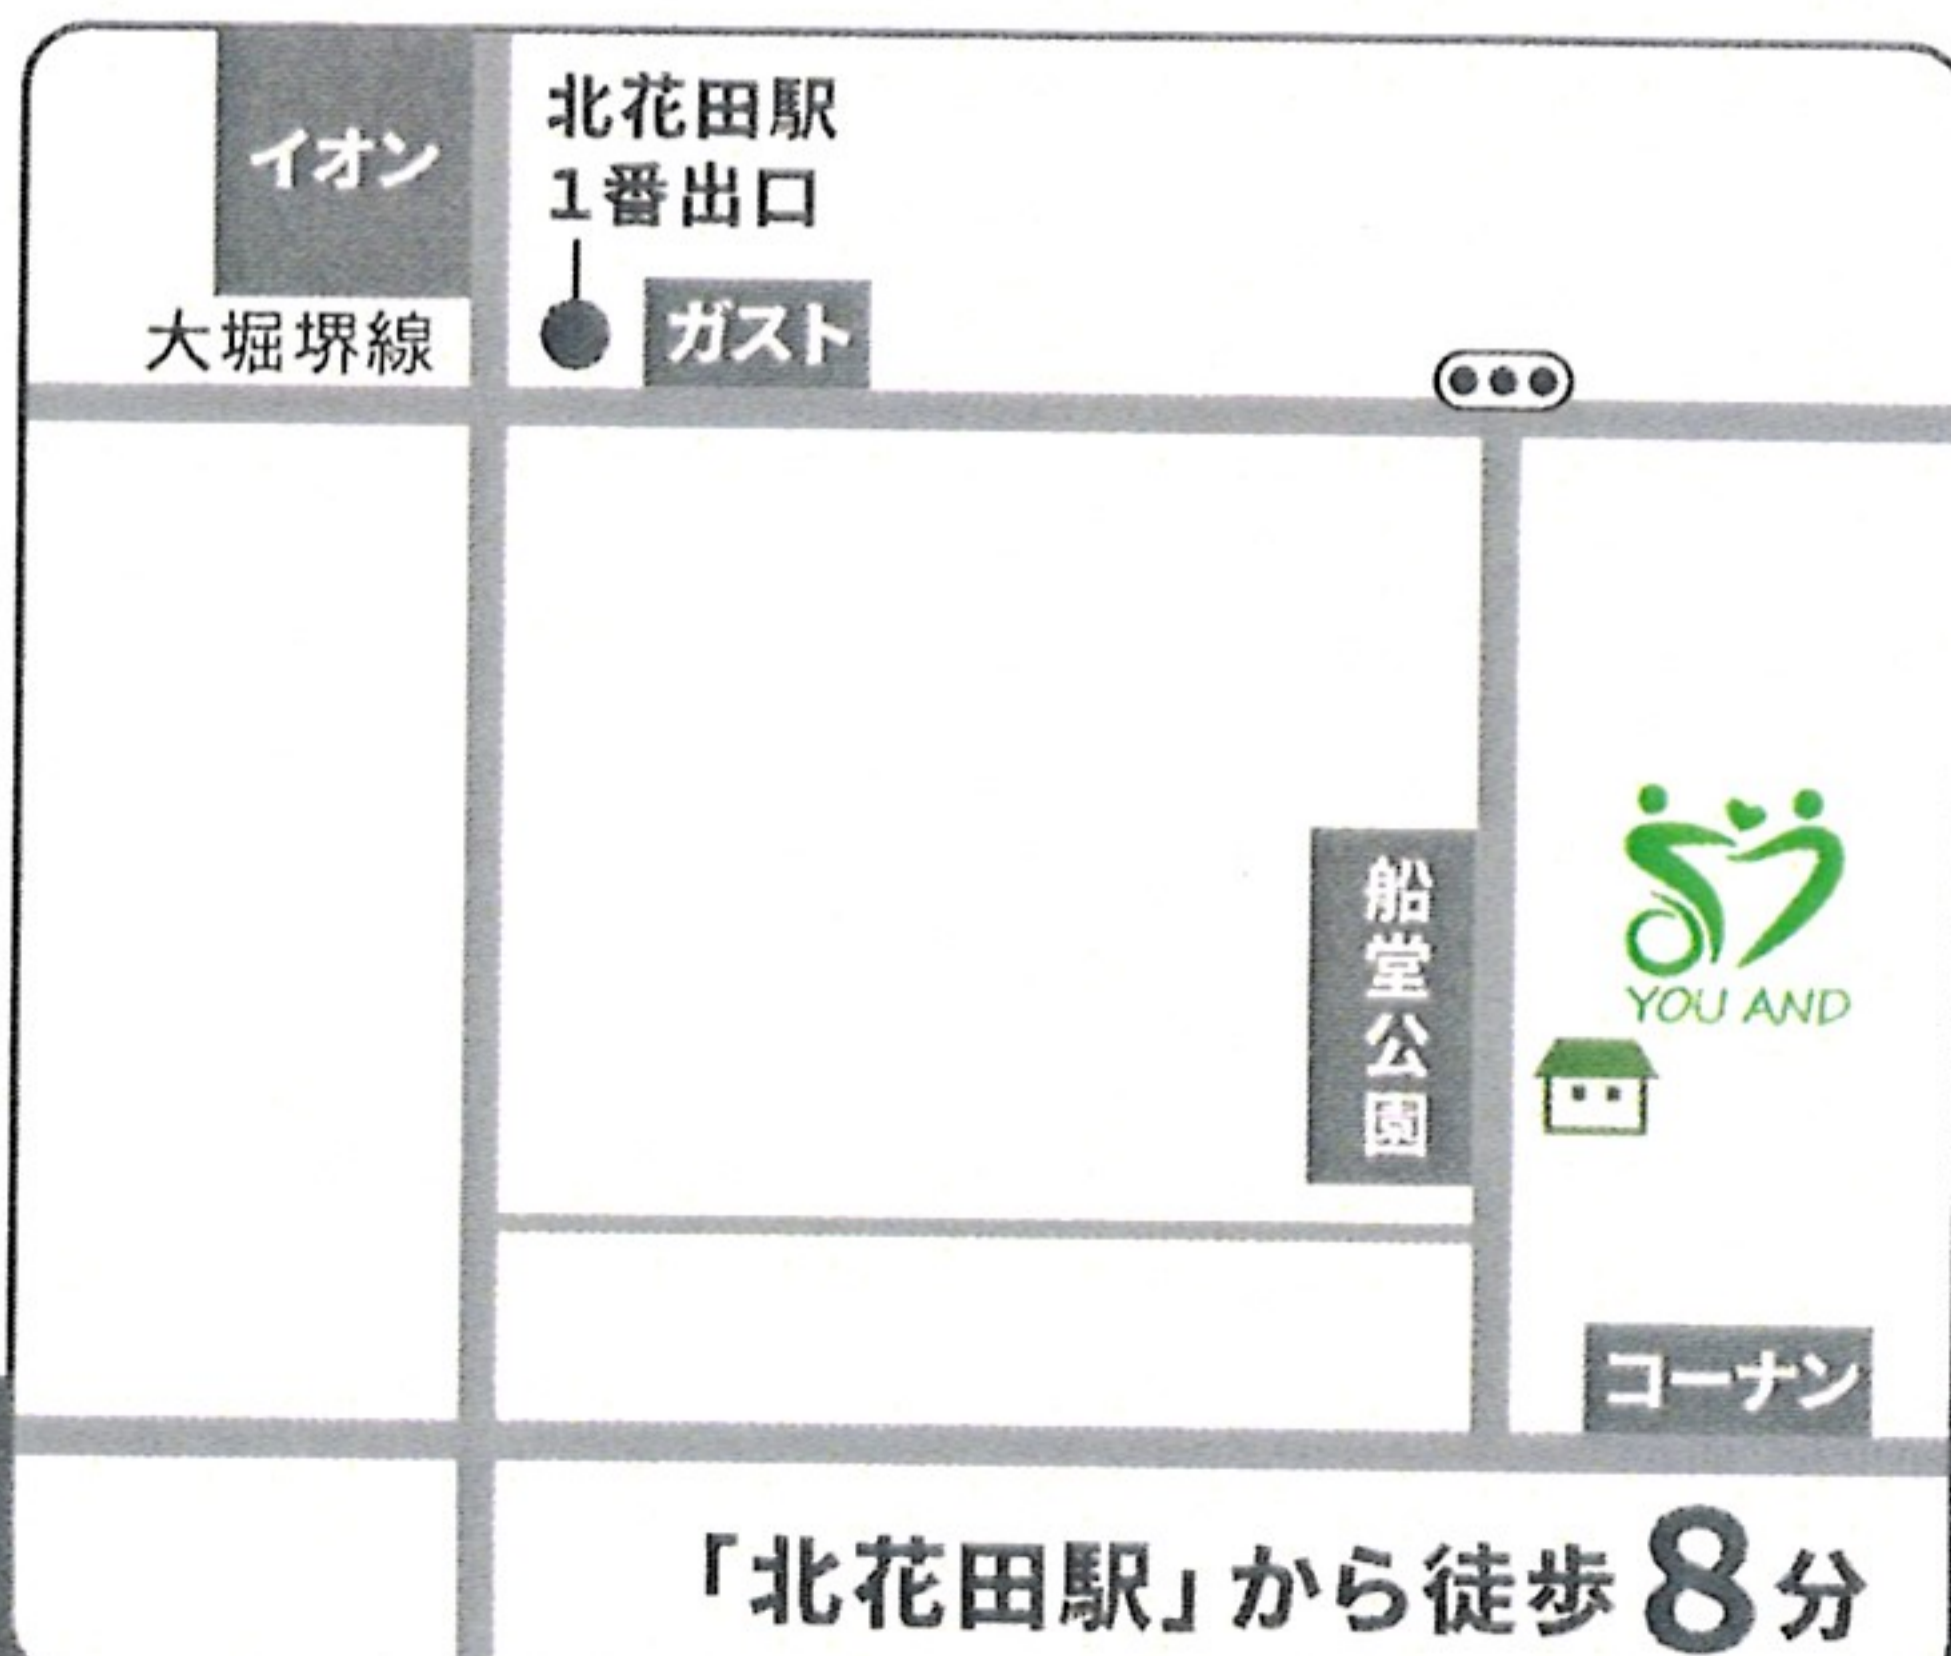 イオン
北花田駅
1番出口
大堀堺線
ガスト
船堂公園
YOU AND
コーナン
「北花田駅」から徒歩8分